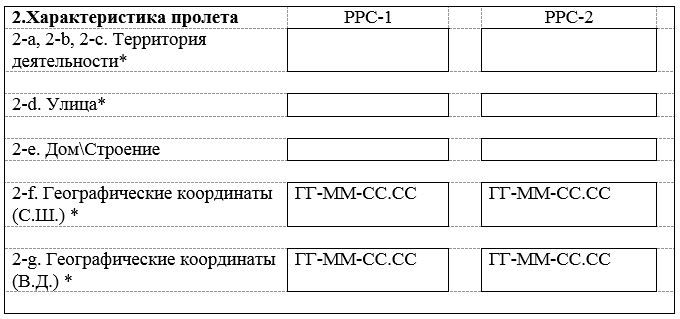 2.Характеристика пролета РРС-1 РРС-2
2-a, 2-b, 2-c. Территория
деятельности*
2-d. Улица*
2-e. Дом\Строение
2-f. Географические координаты ГГ-ММ-СС.СС ГГ-ММ-СС.СС
(С.Ш.) *
2-g. Географические координаты ГГ-ММ-СС.СС ГГ-ММ-СС.СС
(В.Д.) *